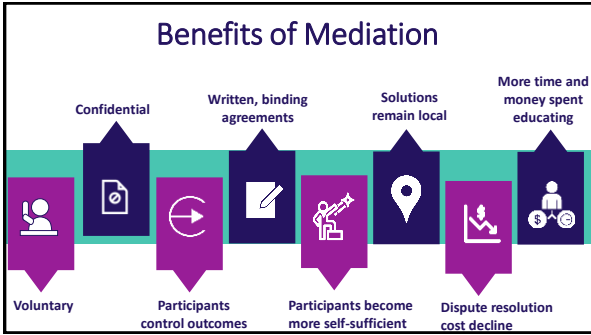 Benefits of Mediation
Voluntary
Confidential
Participants
control outcomes
Written, binding
agreements
Participants become
more self-sufficient
Solutions
remain local
Dispute resolution
cost decline
More time and
money spent
educating